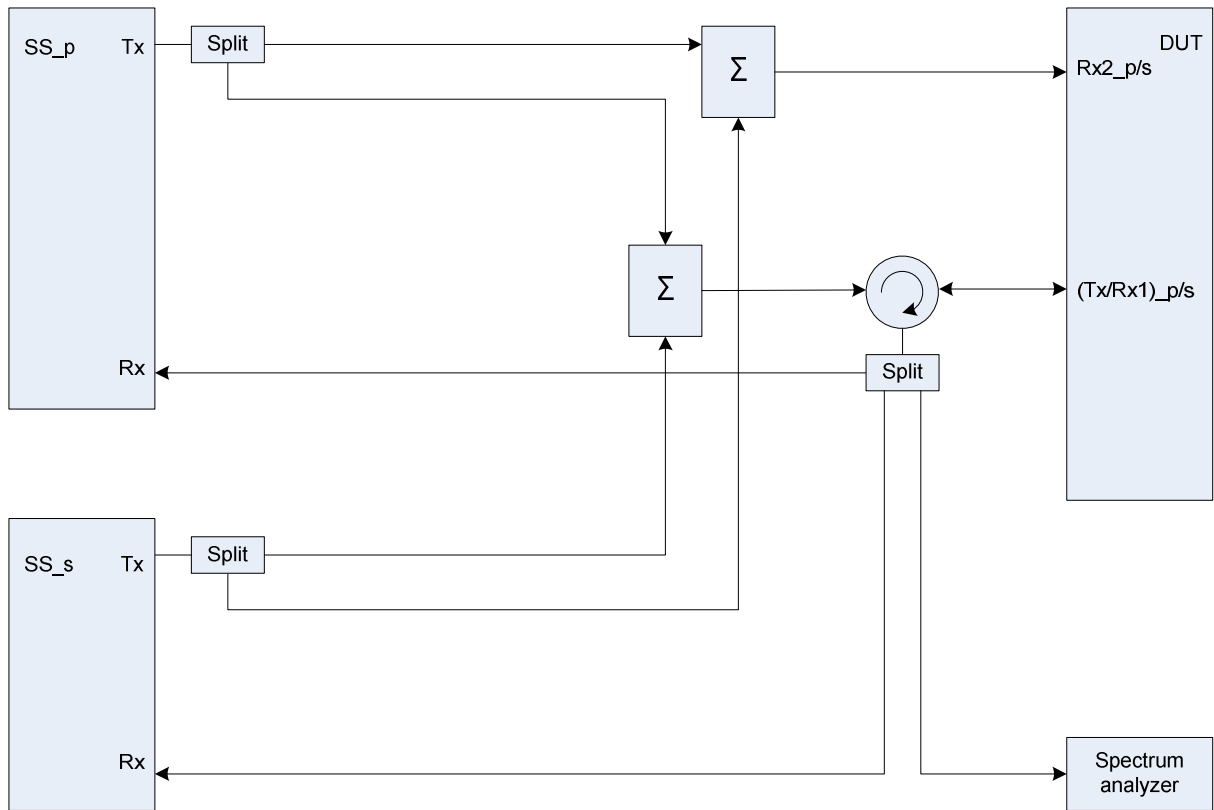 SS_p Tx
Split
Σ
DUT
Rx2_p/s
Σ
(Tx/Rx1)_p/s
Rx
Split
SS_s Tx
Split
Rx
Spectrum
analyzer